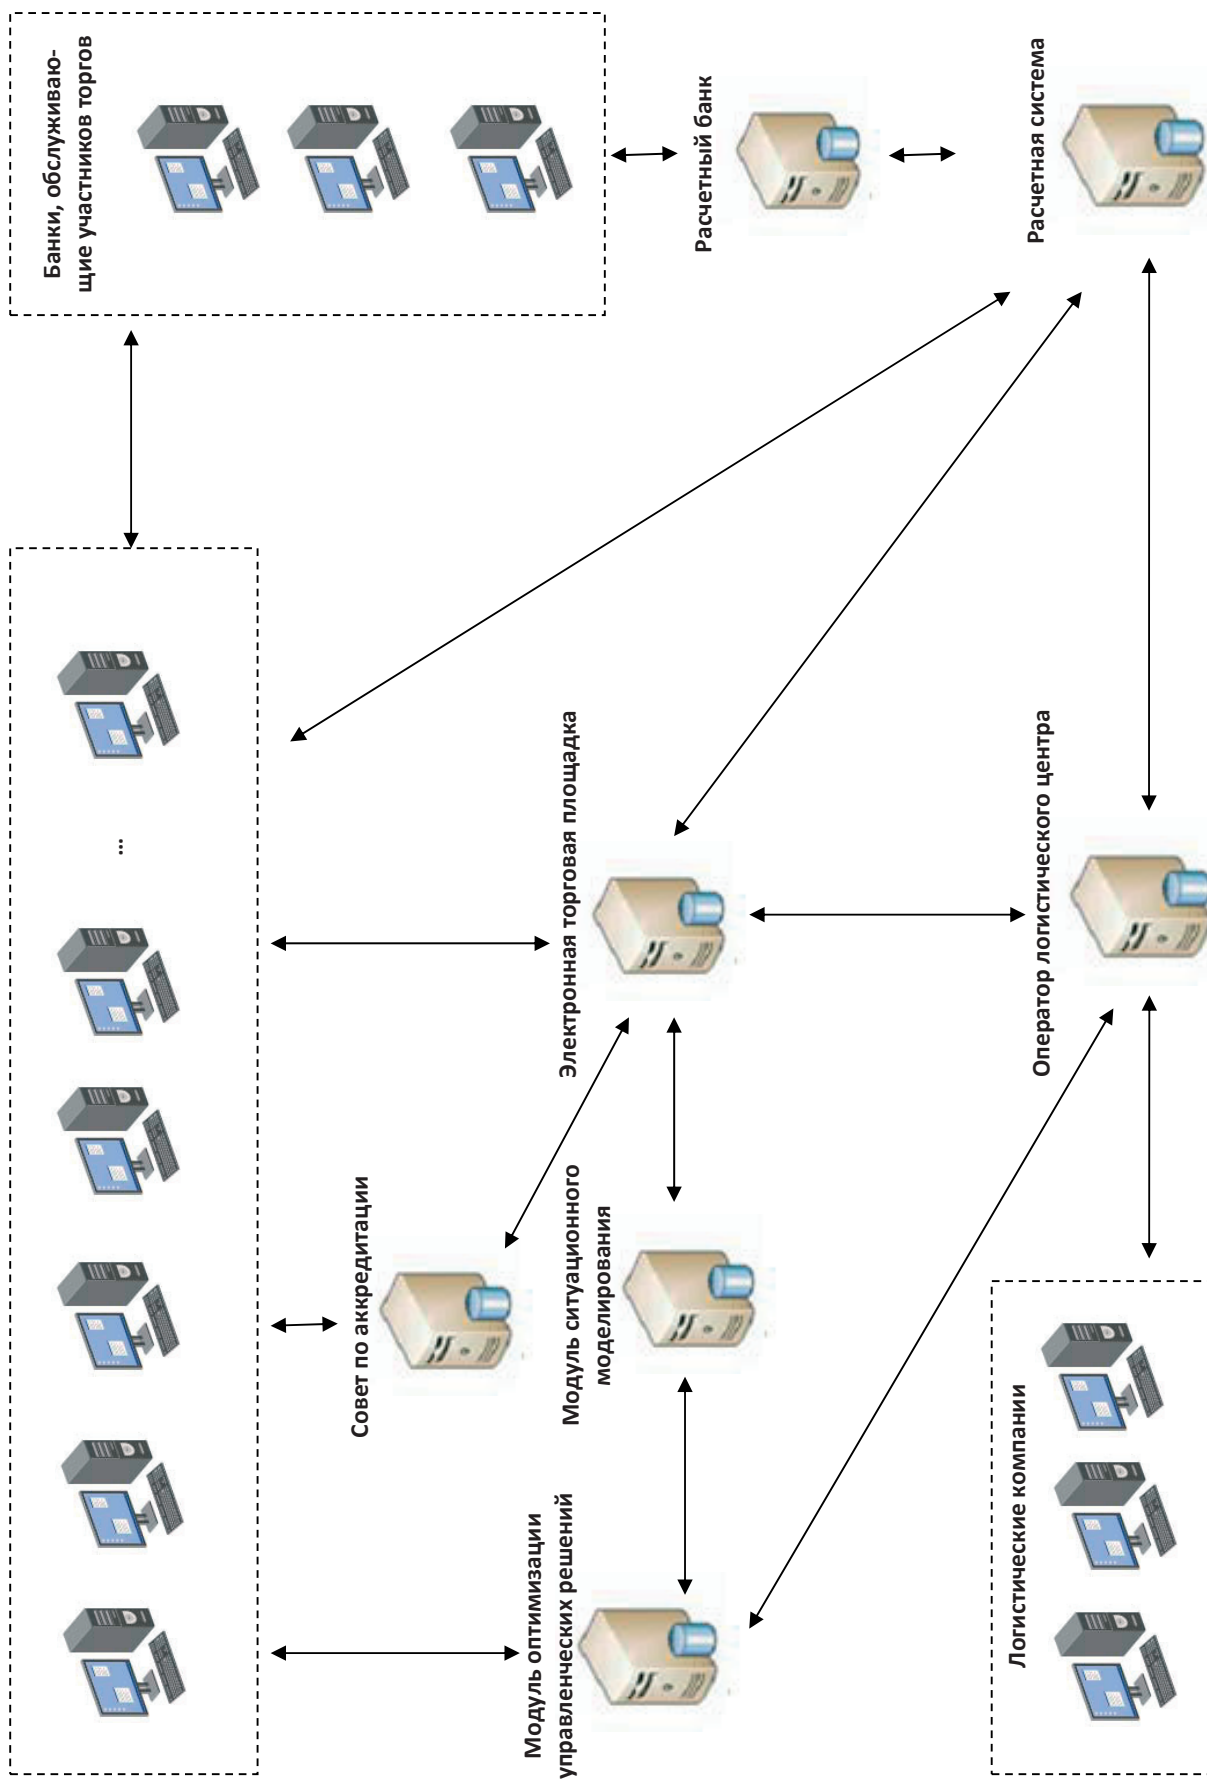 Банки, обслуживаю-
щие участников торгов
...
Совет по аккредитации
Модуль оптимизации
управленческих решений
Модуль ситуационного
моделирования
Электронная торговая площадка
Расчетный банк
Логистические компании
Оператор логистического центра
Расчетная система